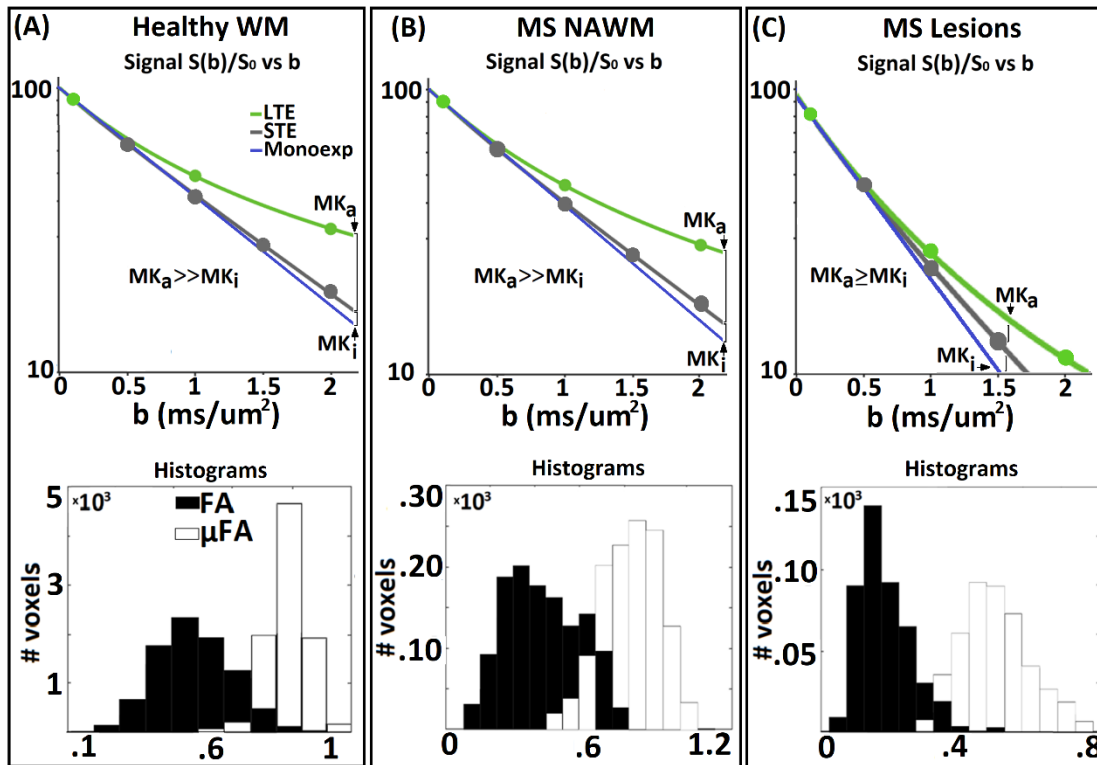 (A) Healthy WM
Signal S(b)/S₀ vs b
100
LTE
STE
Monoexp
MKa
MKa>>MKi
MKi
10
0 0.5 1 1.5 2
b (ms/um²)
Histograms
5 ×10³
FA
μFA
3
1
# voxels
.1 .6 1
(B) MS NAWM
Signal S(b)/S₀ vs b
100
MKa
MKa>>MKi
MKi
10
0 0.5 1 1.5 2
b (ms/um²)
Histograms
.30 ×10³
.20
.10
# voxels
0 .6 1.2
(C) MS Lesions
Signal S(b)/S₀ vs b
100
MKa≥MKi
MKa
MKi
10
0 0.5 1 1.5 2
b (ms/um²)
Histograms
.15 ×10³
.10
.05
# voxels
0 .4 .8